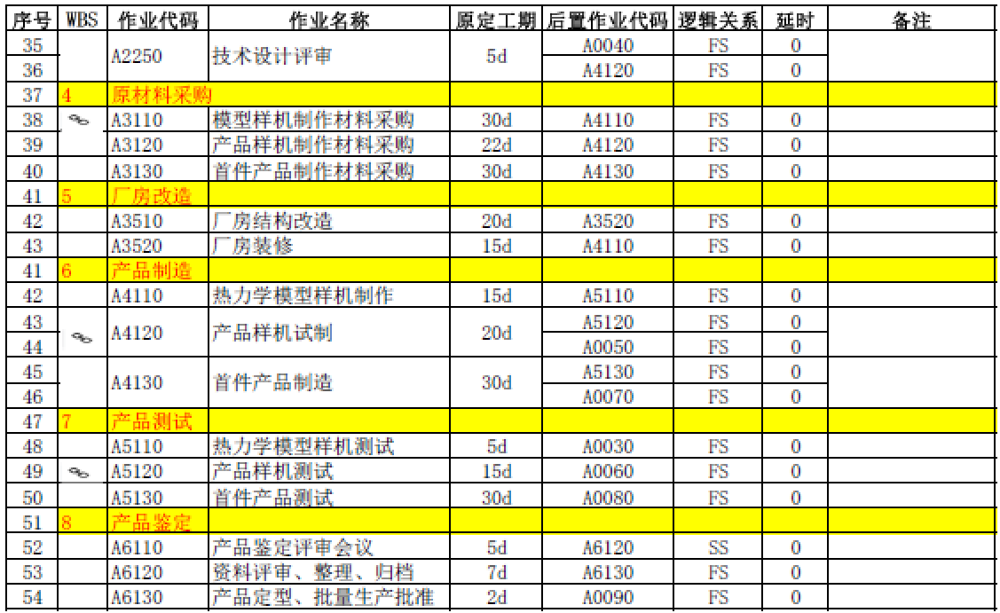 序号 WBS 作业代码 作业名称 原定工期 后置作业代码 逻辑关系 延时 备注
35 A2250 技术设计评审 5d A0040 FS 0
36 A4120 FS 0
37 4 原材料采购
38 A3110 模型样机制作材料采购 30d A4110 FS 0
39 A3120 产品样机制作材料采购 22d A4120 FS 0
40 A3130 首件产品制作材料采购 30d A4130 FS 0
41 5 厂房改造
42 A3510 厂房结构改造 20d A3520 FS 0
43 A3520 厂房装修 15d A4110 FS 0
41 6 产品制造
42 A4110 热力学模型样机制作 15d A5110 FS 0
43 A4120 产品样机试制 20d A5120 FS 0
44 A0050 FS 0
45 A4130 首件产品制造 30d A5130 FS 0
46 A0070 FS 0
47 7 产品测试
48 A5110 热力学模型样机测试 5d A0030 FS 0
49 A5120 产品样机测试 15d A0060 FS 0
50 A5130 首件产品测试 30d A0080 FS 0
51 8 产品鉴定
52 A6110 产品鉴定评审会议 5d A6120 SS 0
53 A6120 资料评审、整理、归档 7d A6130 FS 0
54 A6130 产品定型、批量生产批准 2d A0090 FS 0